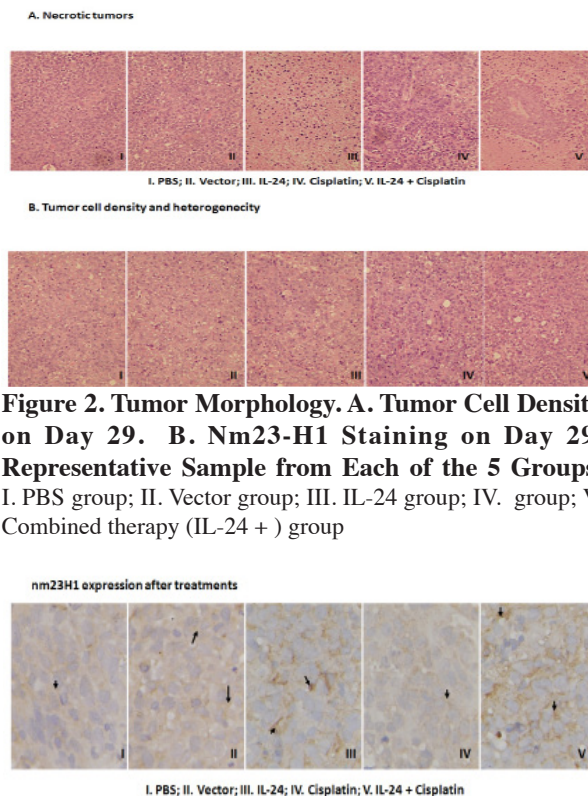 A. Necrotic tumors
I II III IV V
I. PBS; II. Vector; III. IL-24; IV. Cisplatin; V. IL-24 + Cisplatin
B. Tumor cell density and heterogenecity
I II III IV V
Figure 2. Tumor Morphology. A. Tumor Cell Densit
on Day 29. B. Nm23-H1 Staining on Day 29
Representative Sample from Each of the 5 Groups
I. PBS group; II. Vector group; III. IL-24 group; IV. group; V
Combined therapy (IL-24 + ) group
nm23H1 expression after treatments
I II III IV V
I. PBS; II. Vector; III. IL-24; IV. Cisplatin; V. IL-24 + Cisplatin